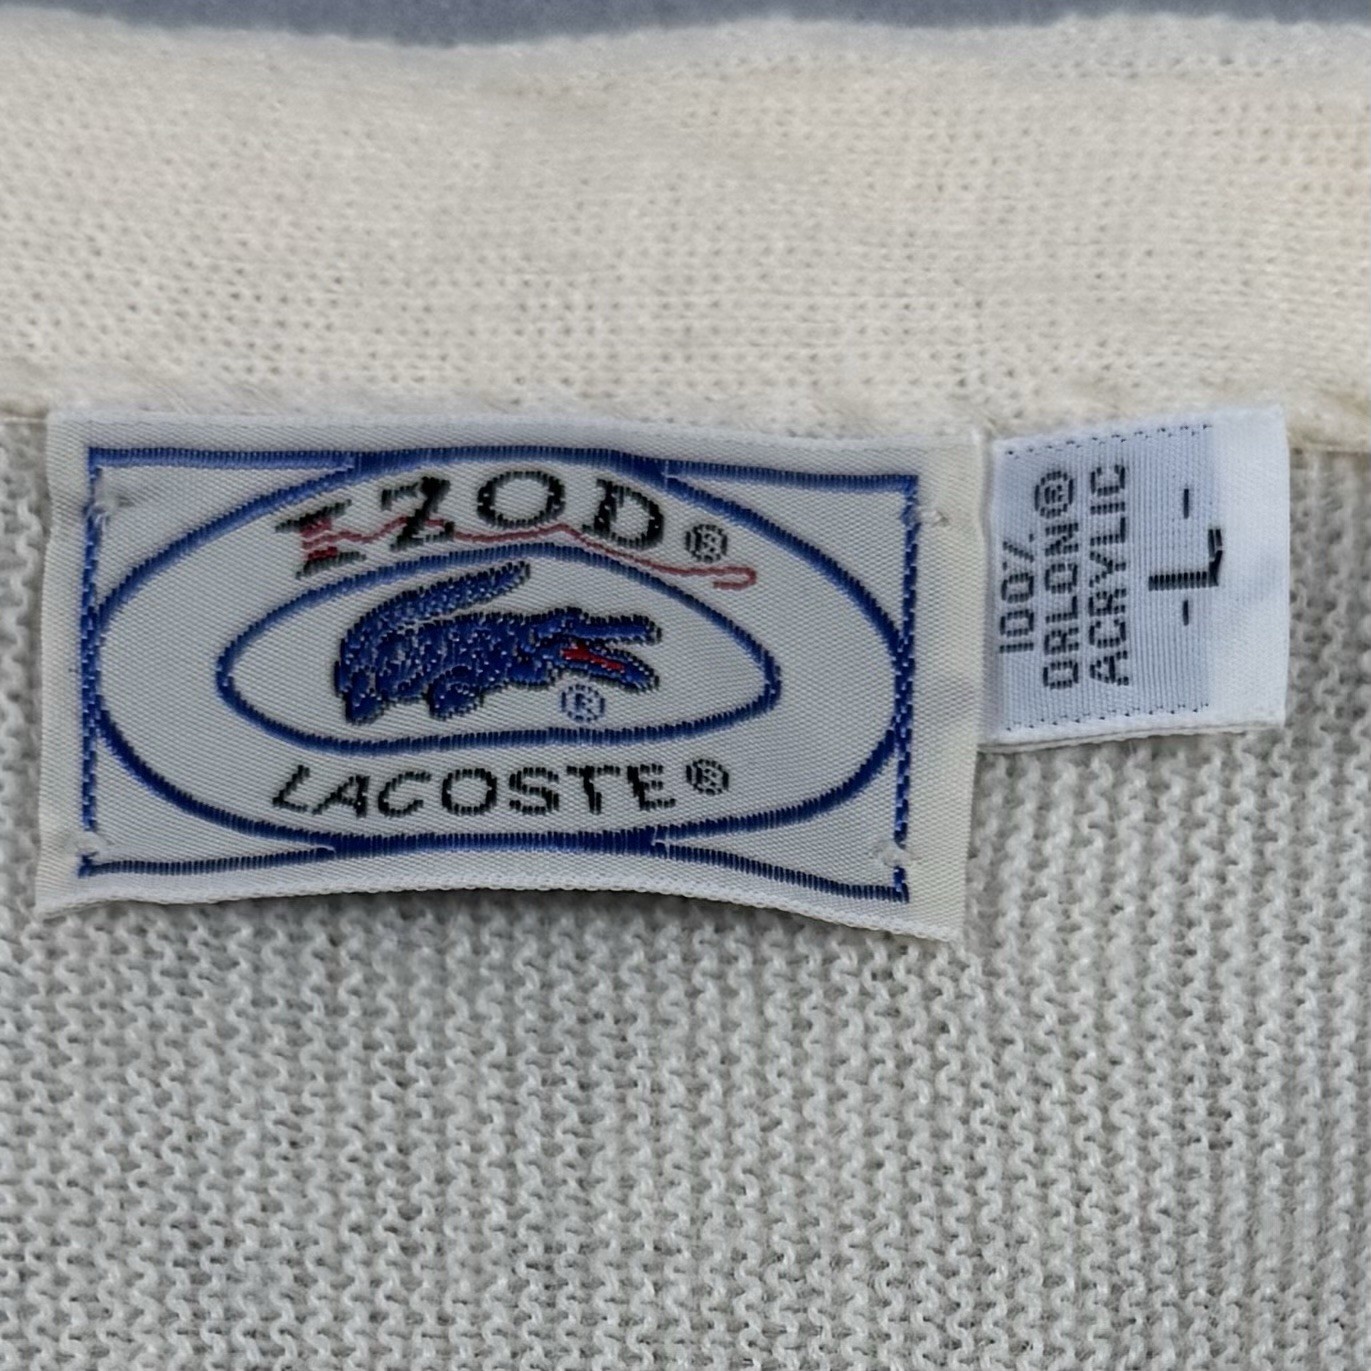 IZOD®
®
LACOSTE®
100%
ORLON®
ACRYLIC
-L-